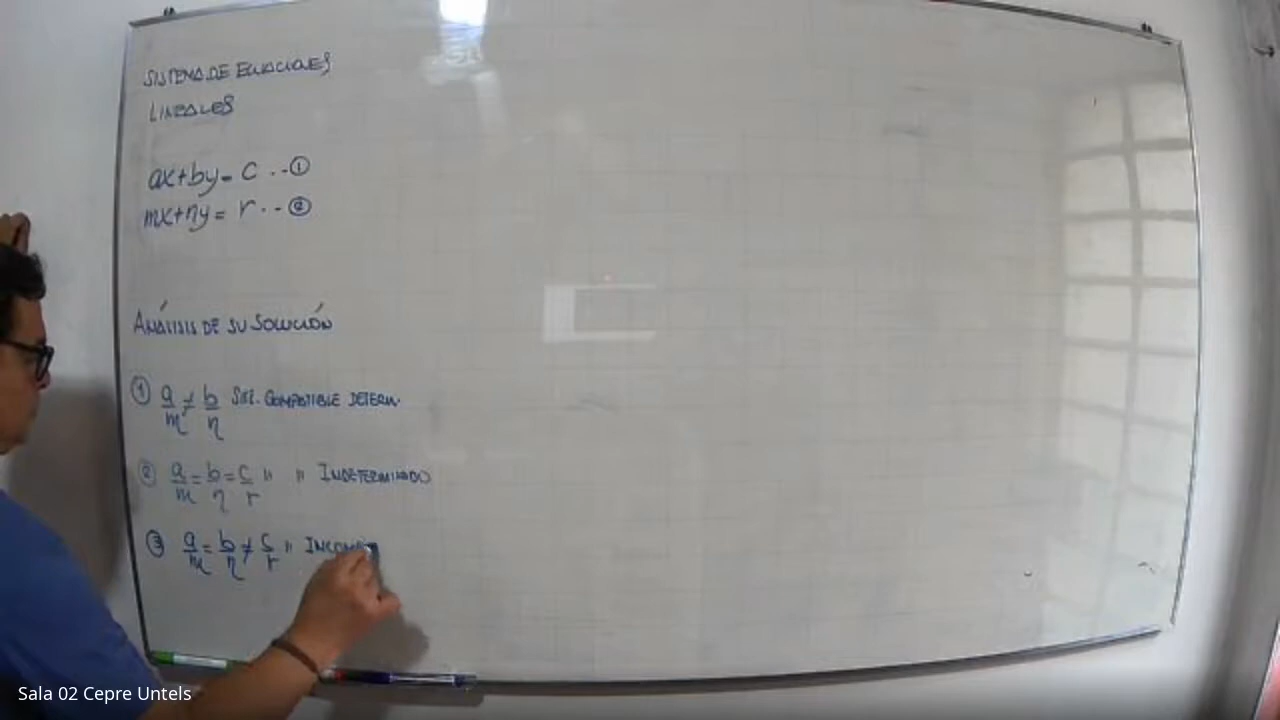 SISTEMA DE ECUACIONES
LINEALES
ax+by= c ..①
mx+ny= r ..②
ANÁLISIS DE SU SOLUCIÓN
① a/m ≠ b/n SIST. COMPATIBLE DETERM.
② a/m = b/n = c/r " " INDETERMINADO
③ a/m = b/n ≠ c/r "
Sala 02 Cepre Untels